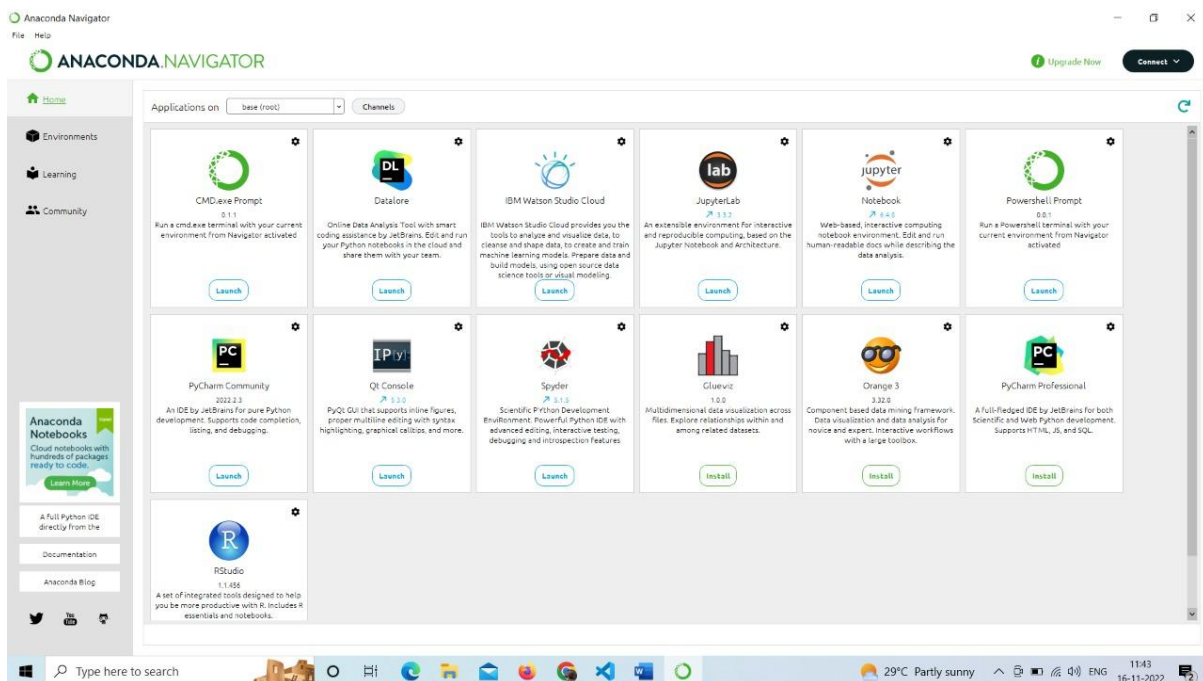 Anaconda Navigator
File Help
ANACONDA.NAVIGATOR
Upgrade Now
Connect
Home
Applications on
base (root)
Channels
Environments
Learning
Community
CMD.exe Prompt
0.1.1
Run a cmd.exe terminal with your current
environment from Navigator activated
Launch
DL
Datalore
Online Data Analysis Tool with smart
coding assistance by JetBrains. Edit and run
your Python notebooks in the cloud and
share them with your team.
Launch
IBM Watson Studio Cloud
IBM Watson Studio Cloud provides you the
tools to analyze and visualize data, to
cleanse and shape data, to create and train
machine learning models. Prepare data and
build models, using open source data
science tools or visual modeling.
Launch
lab
JupyterLab
3.3.2
An extensible environment for interactive
and reproducible computing, based on the
Jupyter Notebook and Architecture.
Launch
jupyter
Notebook
6.4.8
Web-based, interactive computing
notebook environment. Edit and run
human-readable docs while describing the
data analysis.
Launch
Powershell Prompt
0.0.1
Run a Powershell terminal with your
current environment from Navigator
activated
Launch
PC
PyCharm Community
2022.2.3
An IDE by JetBrains for pure Python
development. Supports code completion,
listing, and debugging.
Launch
IP[y]:
Qt Console
5.3.0
PyQt GUI that supports inline figures,
proper multiline editing with syntax
highlighting, graphical calltips, and more.
Launch
Spyder
5.1.5
Scientific PYthon Development
EnviRonment. Powerful Python IDE with
advanced editing, interactive testing,
debugging and introspection features
Launch
Glueviz
1.0.0
Multidimensional data visualization across
files. Explore relationships within and
among related datasets.
Install
Orange 3
3.32.0
Component based data mining framework.
Data visualization and data analysis for
novice and expert. Interactive workflows
with a large toolbox.
Install
PC
PyCharm Professional
A full-fledged IDE by JetBrains for both
Scientific and Web Python development.
Supports HTML, JS, and SQL.
Install
R
RStudio
1.1.456
A set of integrated tools designed to help
you be more productive with R. Includes R
essentials and notebooks.
Anaconda
Notebooks
Cloud notebooks with
hundreds of packages
ready to code.
Learn More
A full Python IDE
directly from the
Documentation
Anaconda Blog
You
Tube
Type here to search
29°C Partly sunny
ENG
11:43
16-11-2022